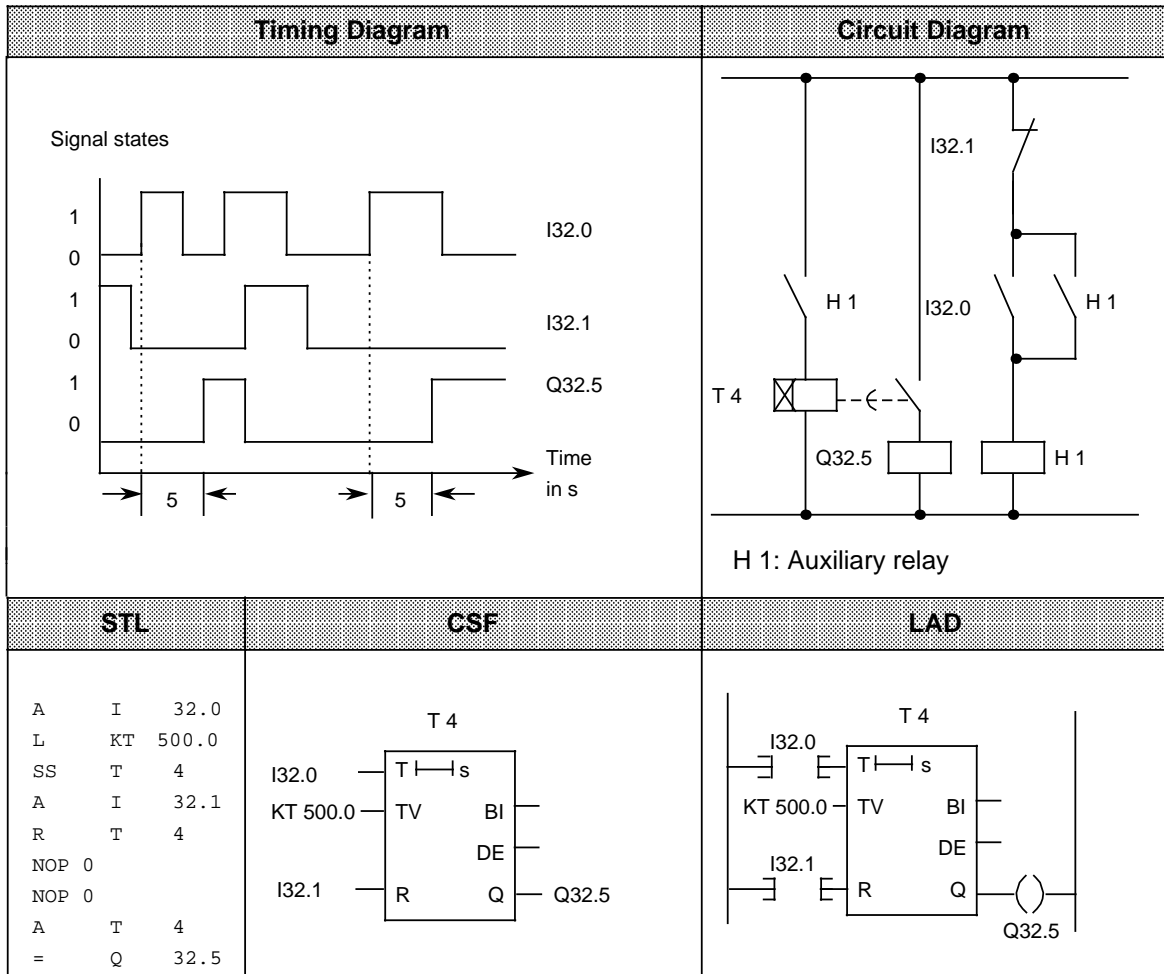 Timing Diagram
Circuit Diagram
Signal states
1
0
I32.0
1
0
I32.1
1
0
Q32.5
Time
in s
5
5
I32.1
H 1
I32.0
H 1
T 4
Q32.5
H 1
H 1: Auxiliary relay
STL
CSF
LAD
A I 32.0
L KT 500.0
SS T 4
A I 32.1
R T 4
NOP 0
NOP 0
A T 4
= Q 32.5
T 4
I32.0
T s
KT 500.0
TV
BI
DE
I32.1
R
Q
Q32.5
T 4
I32.0
T s
KT 500.0
TV
BI
DE
I32.1
R
Q
Q32.5